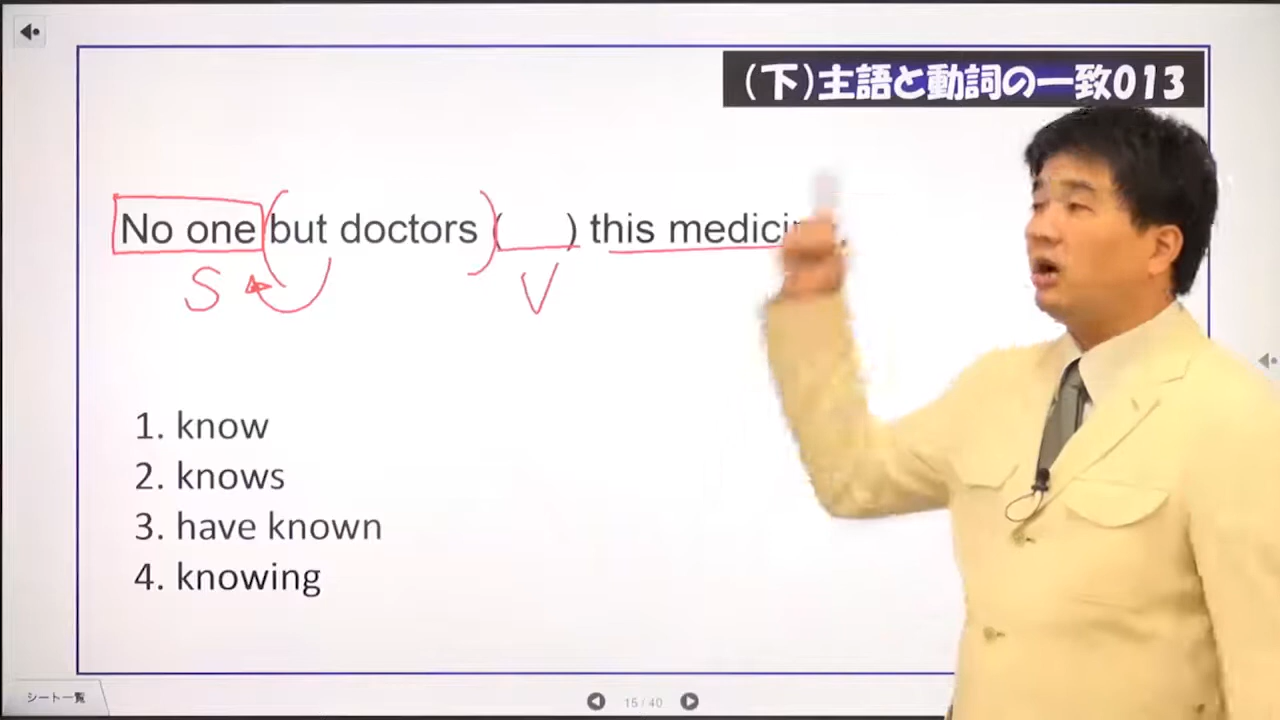 (下)主語と動詞の一致013
No one but doctors ( ) this
S V
1. know
2. knows
3. have known
4. knowing
シート一覧
15 / 40